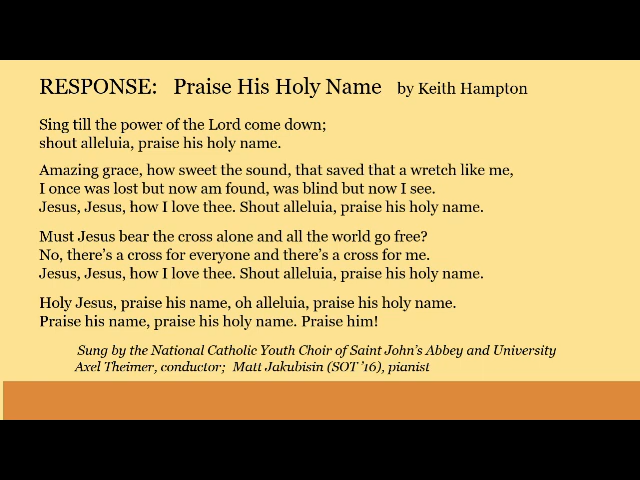 RESPONSE: Praise His Holy Name by Keith Hampton
Sing till the power of the Lord come down;
shout alleluia, praise his holy name.
Amazing grace, how sweet the sound, that saved that a wretch like me,
I once was lost but now am found, was blind but now I see.
Jesus, Jesus, how I love thee. Shout alleluia, praise his holy name.
Must Jesus bear the cross alone and all the world go free?
No, there’s a cross for everyone and there’s a cross for me.
Jesus, Jesus, how I love thee. Shout alleluia, praise his holy name.
Holy Jesus, praise his name, oh alleluia, praise his holy name.
Praise his name, praise his holy name. Praise him!
Sung by the National Catholic Youth Choir of Saint John’s Abbey and University
Axel Theimer, conductor; Matt Jakubisin (SOT ’16), pianist